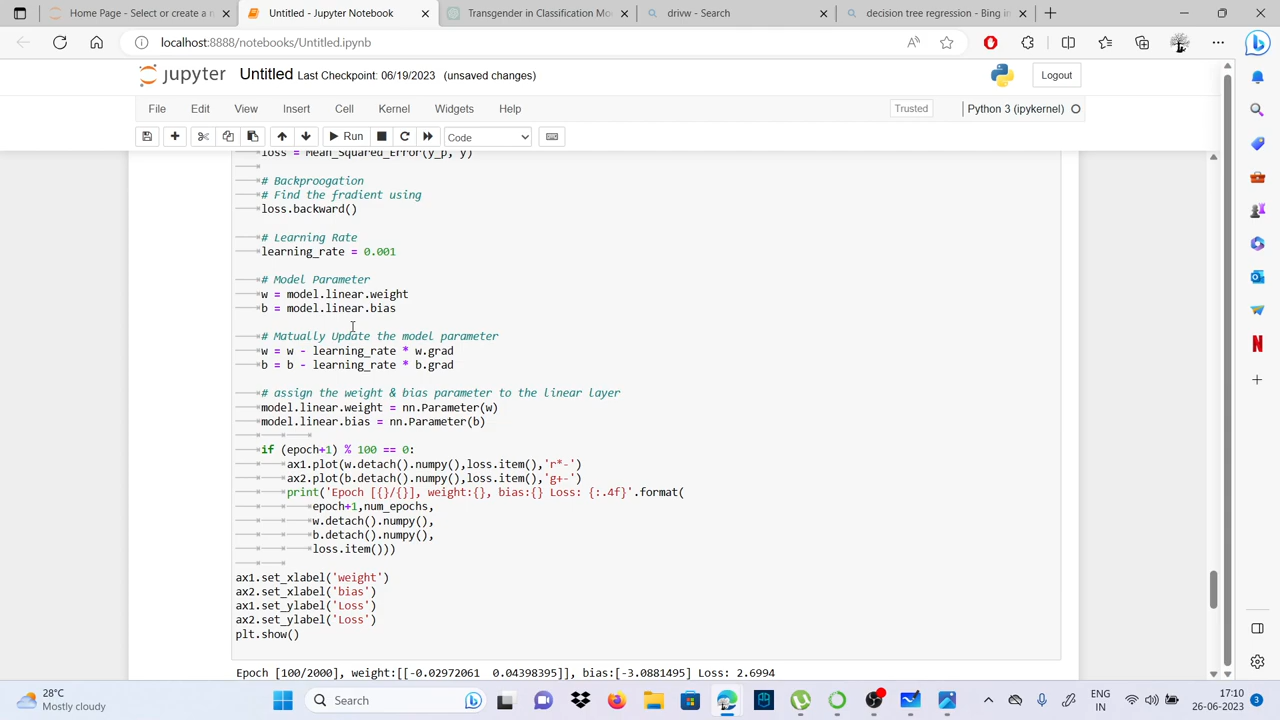 Home Page - Select or create a n
Untitled - Jupyter Notebook
Transgender in Classification Mo
drivw - Search
decision tree regression - Bing in
localhost:8888/notebooks/Untitled.ipynb
jupyter Untitled Last Checkpoint: 06/19/2023 (unsaved changes)
Logout
File Edit View Insert Cell Kernel Widgets Help
Trusted
Python 3 (ipykernel)
Run
Code
loss = Mean_Squared_Error(y_p, y)
# Backproogation
# Find the fradient using
loss.backward()
# Learning Rate
learning_rate = 0.001
# Model Parameter
w = model.linear.weight
b = model.linear.bias
# Matually Update the model parameter
w = w - learning_rate * w.grad
b = b - learning_rate * b.grad
# assign the weight & bias parameter to the linear layer
model.linear.weight = nn.Parameter(w)
model.linear.bias = nn.Parameter(b)
if (epoch+1) % 100 == 0:
ax1.plot(w.detach().numpy(),loss.item(),'r*-')
ax2.plot(b.detach().numpy(),loss.item(),'g+-')
print('Epoch [{}/{}], weight:{}, bias:{} Loss: {:.4f}'.format(
epoch+1,num_epochs,
w.detach().numpy(),
b.detach().numpy(),
loss.item()))
ax1.set_xlabel('weight')
ax2.set_xlabel('bias')
ax1.set_ylabel('Loss')
ax2.set_ylabel('Loss')
plt.show()
Epoch [100/2000], weight:[[-0.02972061  0.04398395]], bias:[-3.0881495] Loss: 2.6994
28°C
Mostly cloudy
Search
ENG
IN
17:10
26-06-2023
3